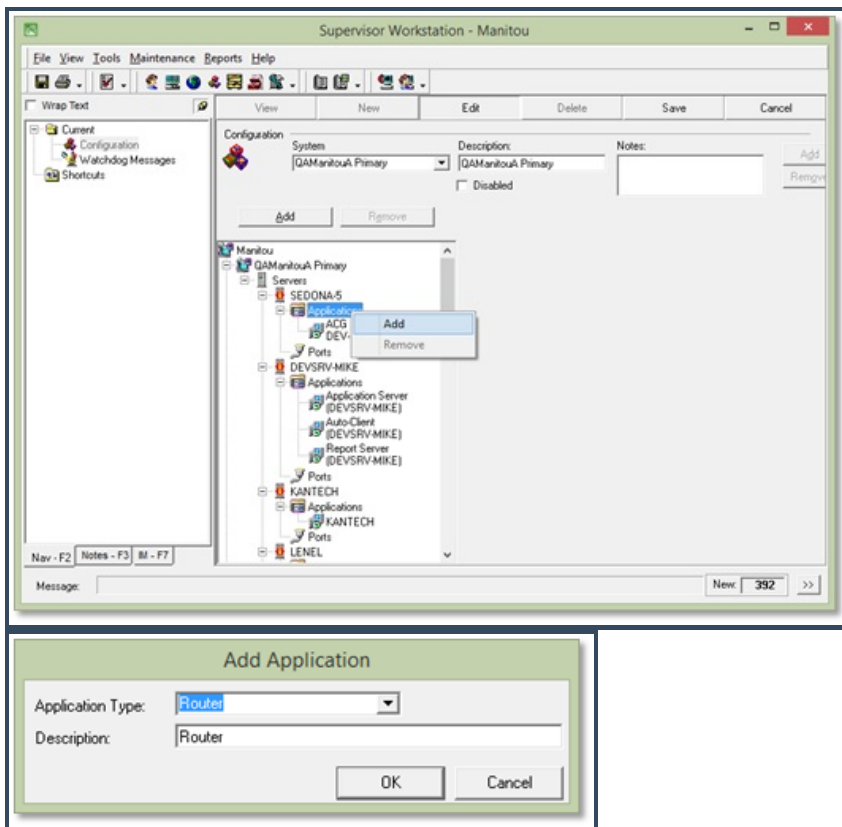 Supervisor Workstation - Manitou
File View Tools Maintenance Reports Help
Wrap Text
View New Edit Delete Save Cancel
Current
Configuration
Watchdog Messages
Shortcuts
Configuration
System
Description:
Notes:
QAManitouA Primary
QAManitouA Primary
Disabled
Add
Remove
Add
Remove
Manitou
QAManitouA Primary
Servers
SEDONA-5
Applications
ACG
DEV-
Add
Remove
Ports
DEVSRV-MIKE
Applications
Application Server
(DEVSRV-MIKE)
Auto-Client
(DEVSRV-MIKE)
Report Server
(DEVSRV-MIKE)
Ports
KANTECH
Applications
KANTECH
Ports
LENEL
Nav - F2 Notes - F3 IM - F7
Message:
New: 392 >>
Add Application
Application Type: Router
Description: Router
OK Cancel